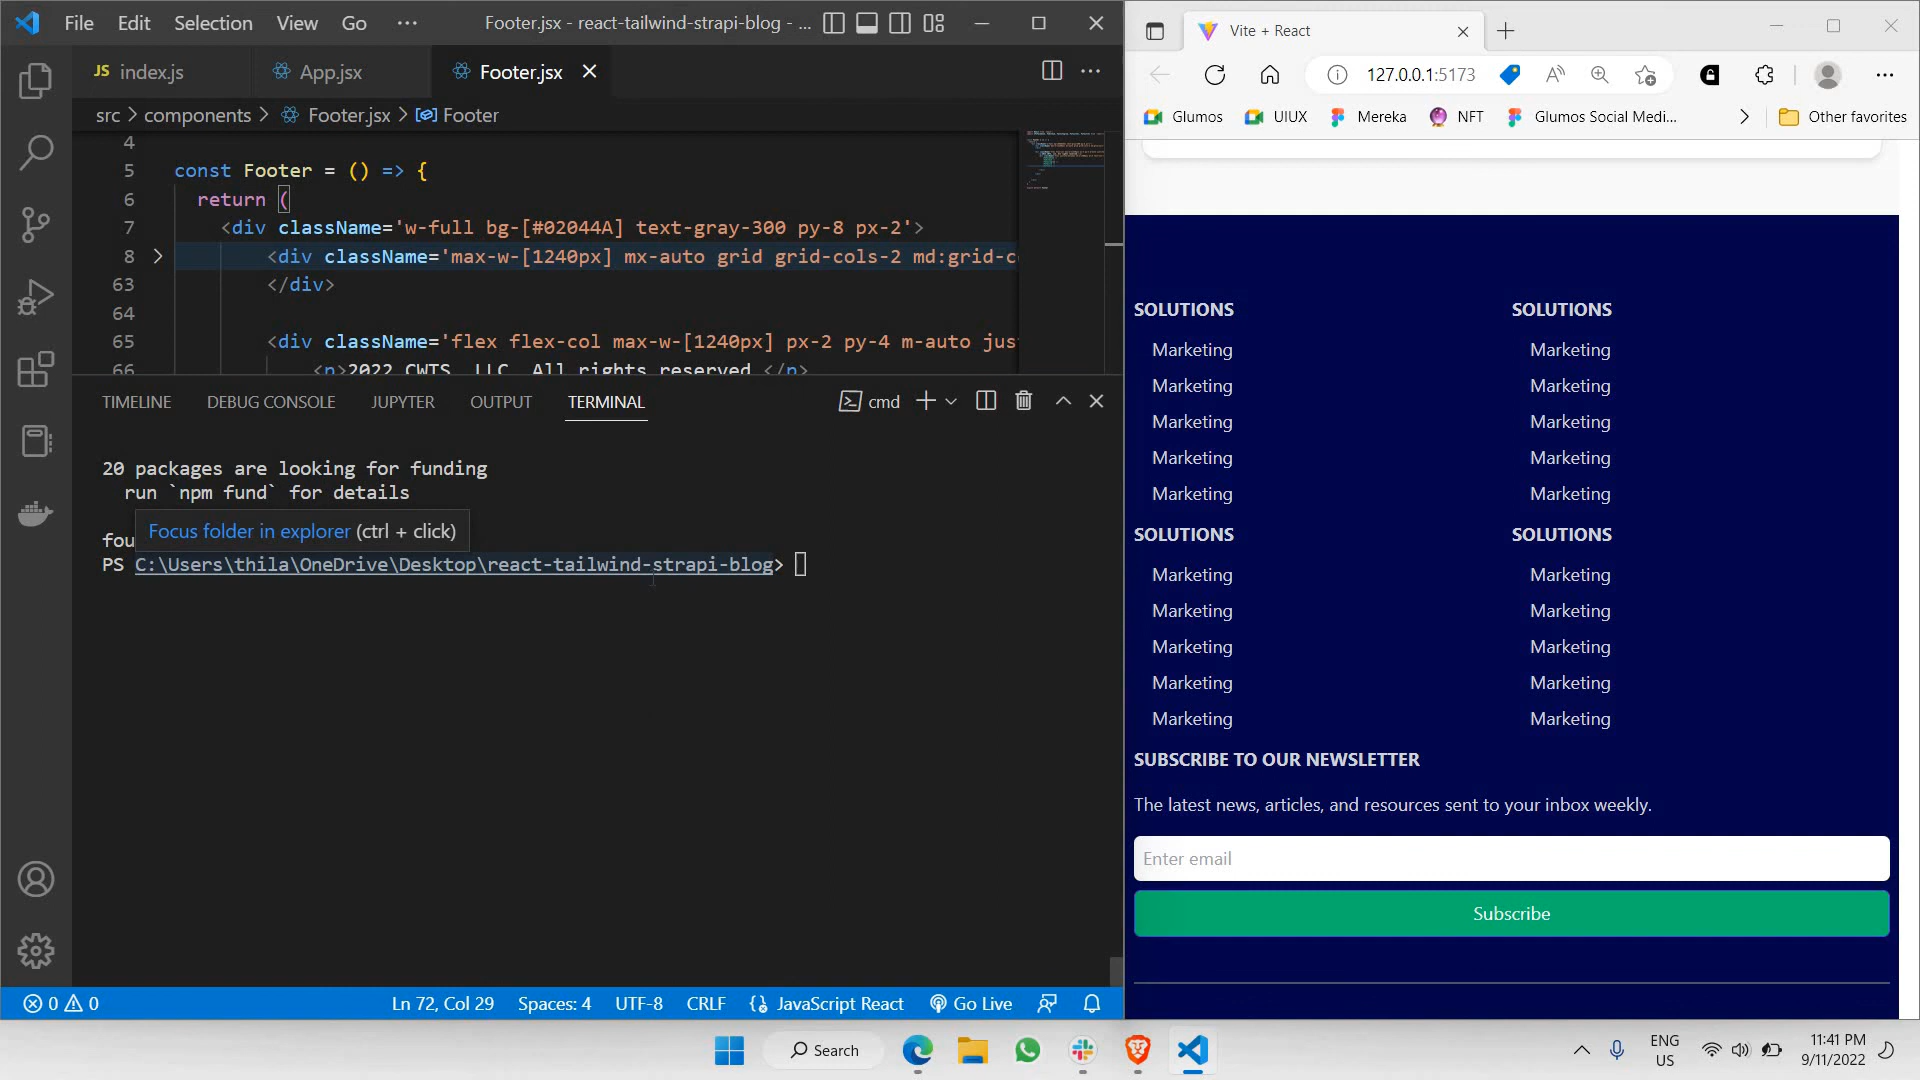 File Edit Selection View Go ··· Footer.jsx - react-tailwind-strapi-blog - ...
JS index.js App.jsx Footer.jsx
src > components > Footer.jsx > Footer
4
5 const Footer = () => {
6 return (
7 <div className='w-full bg-[#02044A] text-gray-300 py-8 px-2'>
8 <div className='max-w-[1240px] mx-auto grid grid-cols-2 md:grid-c
63 </div>
64
65 <div className='flex flex-col max-w-[1240px] px-2 py-4 m-auto jus
66 <p>2022 CWTS, LLC. All rights reserved.</p>
TIMELINE DEBUG CONSOLE JUPYTER OUTPUT TERMINAL cmd
20 packages are looking for funding
run `npm fund` for details
Focus folder in explorer (ctrl + click)
fou
PS C:\Users\thila\OneDrive\Desktop\react-tailwind-strapi-blog>
0 0 Ln 72, Col 29 Spaces: 4 UTF-8 CRLF JavaScript React Go Live
Vite + React
127.0.0.1:5173
Glumos UIUX Mereka NFT Glumos Social Medi... Other favorites
SOLUTIONS SOLUTIONS
Marketing Marketing
Marketing Marketing
Marketing Marketing
Marketing Marketing
Marketing Marketing
SOLUTIONS SOLUTIONS
Marketing Marketing
Marketing Marketing
Marketing Marketing
Marketing Marketing
Marketing Marketing
SUBSCRIBE TO OUR NEWSLETTER
The latest news, articles, and resources sent to your inbox weekly.
Enter email
Subscribe
Search
ENG
US
11:41 PM
9/11/2022